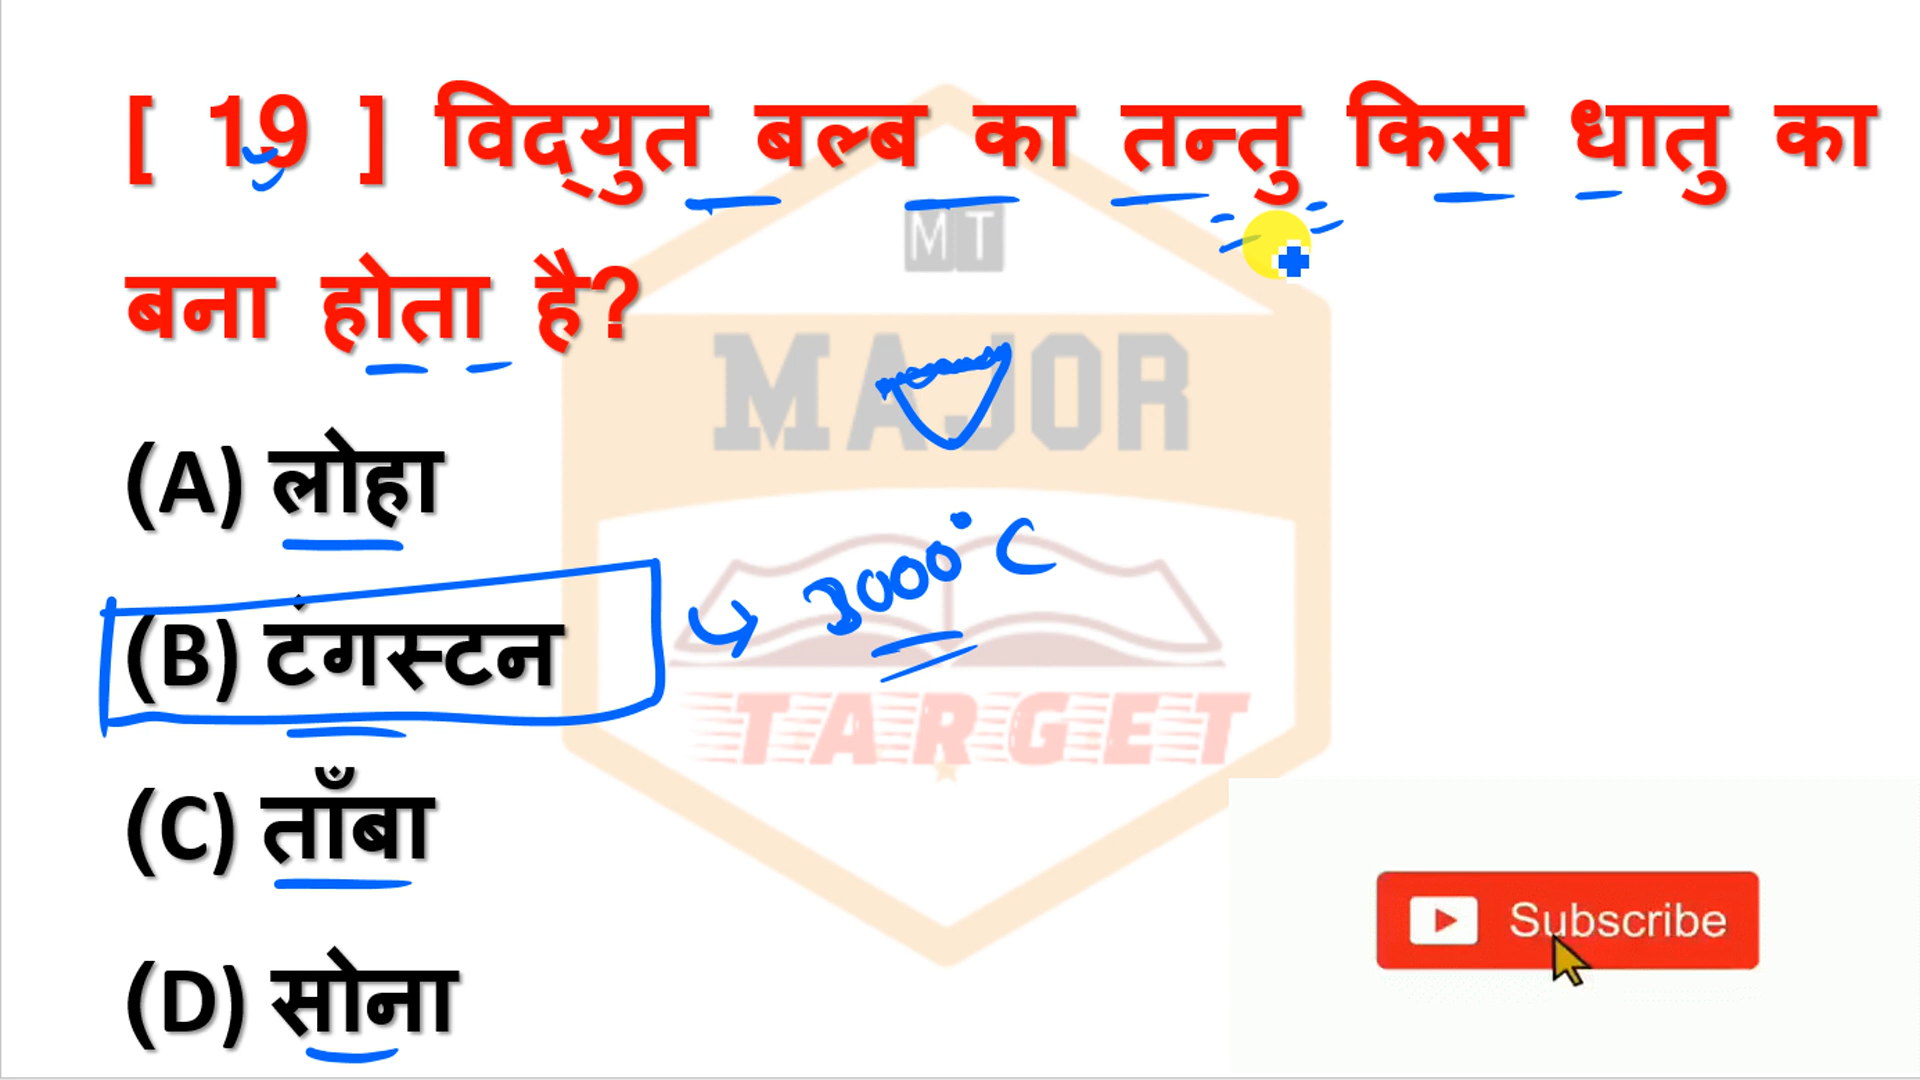 [ 19 ] विद्‌युत बल्ब का तन्तु किस धातु का
बना होता है?
(A) लोहा
(B) टंगस्टन
3000°C
(C) ताँबा
(D) सोना
MT
MAJOR
TARGET
Subscribe